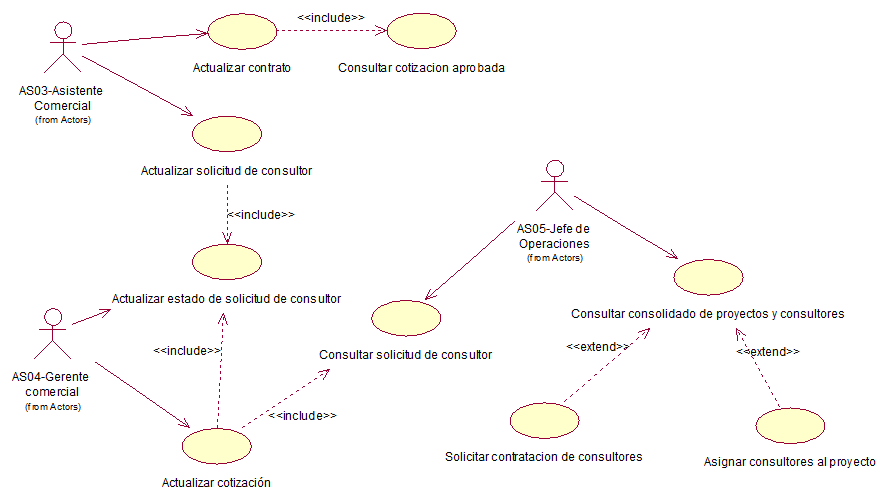 <<include>>
Actualizar contrato
Consultar cotizacion aprobada
AS03-Asistente
Comercial
(from Actors)
Actualizar solicitud de consultor
<<include>>
AS05-Jefe de
Operaciones
(from Actors)
Actualizar estado de solicitud de consultor
Consultar consolidado de proyectos y consultores
<<include>>
Consultar solicitud de consultor
<<extend>>
<<extend>>
AS04-Gerente
comercial
(from Actors)
<<include>>
Solicitar contratacion de consultores
Asignar consultores al proyecto
Actualizar cotización